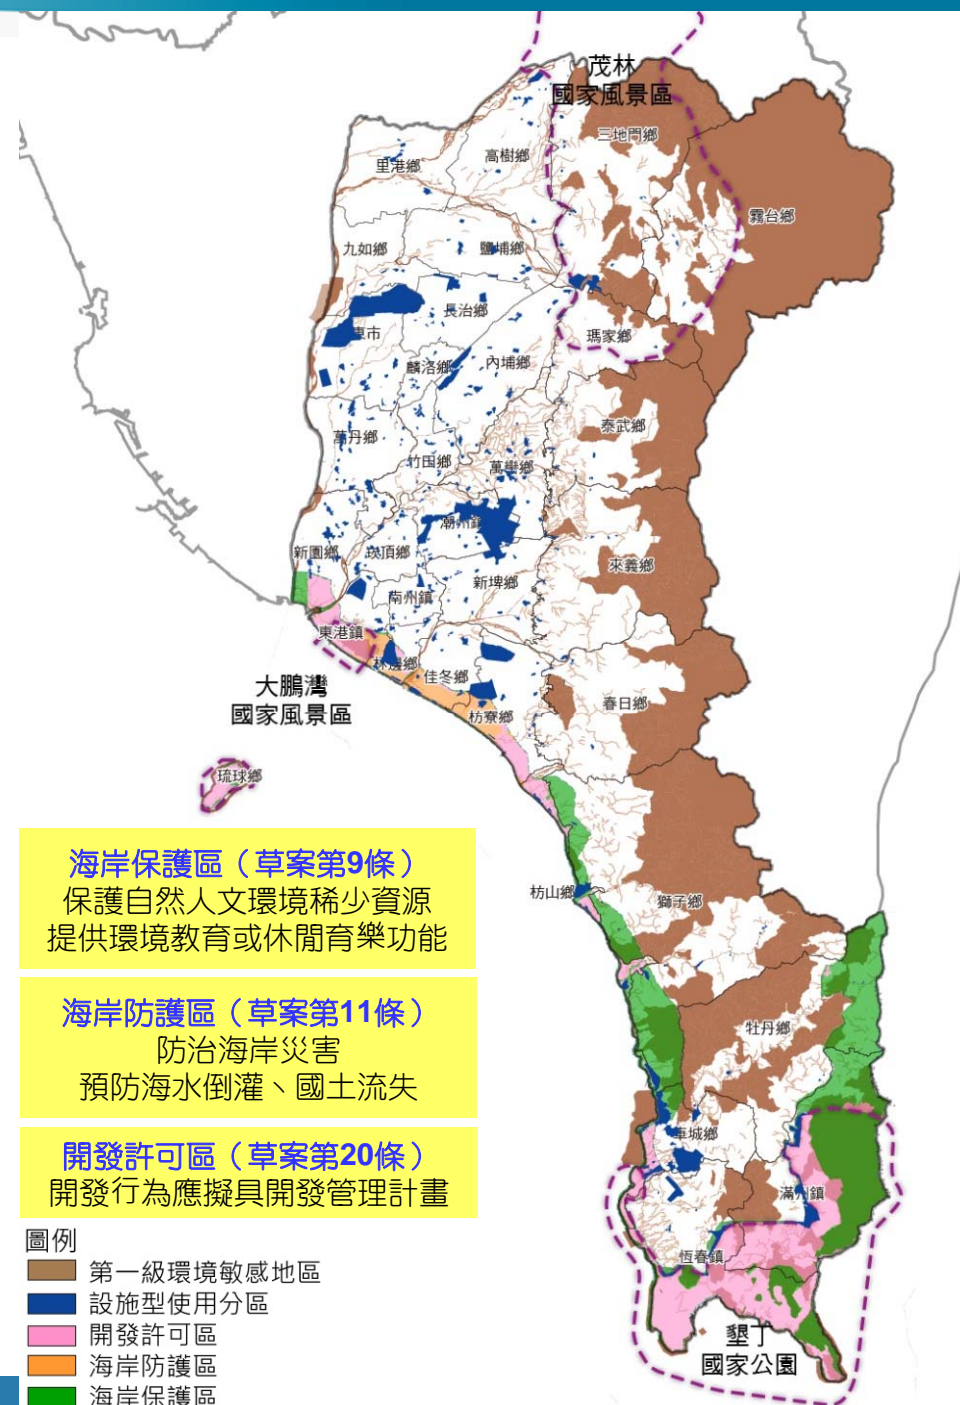 茂林
國家風景區
三地門鄉
高樹鄉
里港鄉
霧台鄉
九如鄉
鹽埔鄉
長治鄉
東市
瑪家鄉
麟洛鄉
內埔鄉
泰武鄉
萬丹鄉
竹田鄉
萬巒鄉
潮州鎮
新園鄉
崁頂鄉
來義鄉
新埤鄉
南州鎮
東港鎮
林邊鄉
佳冬鄉
大鵬灣
國家風景區
枋寮鄉
春日鄉
琉球鄉
海岸保護區（草案第9條）
保護自然人文環境稀少資源
提供環境教育或休閒育樂功能
枋山鄉
獅子鄉
海岸防護區（草案第11條）
防治海岸災害
預防海水倒灌、國土流失
牡丹鄉
車城鄉
開發許可區（草案第20條）
開發行為應擬具開發管理計畫
滿州鎮
恆春鎮
圖例
第一級環境敏感地區
設施型使用分區
開發許可區
海岸防護區
海岸保護區
墾丁
國家公園